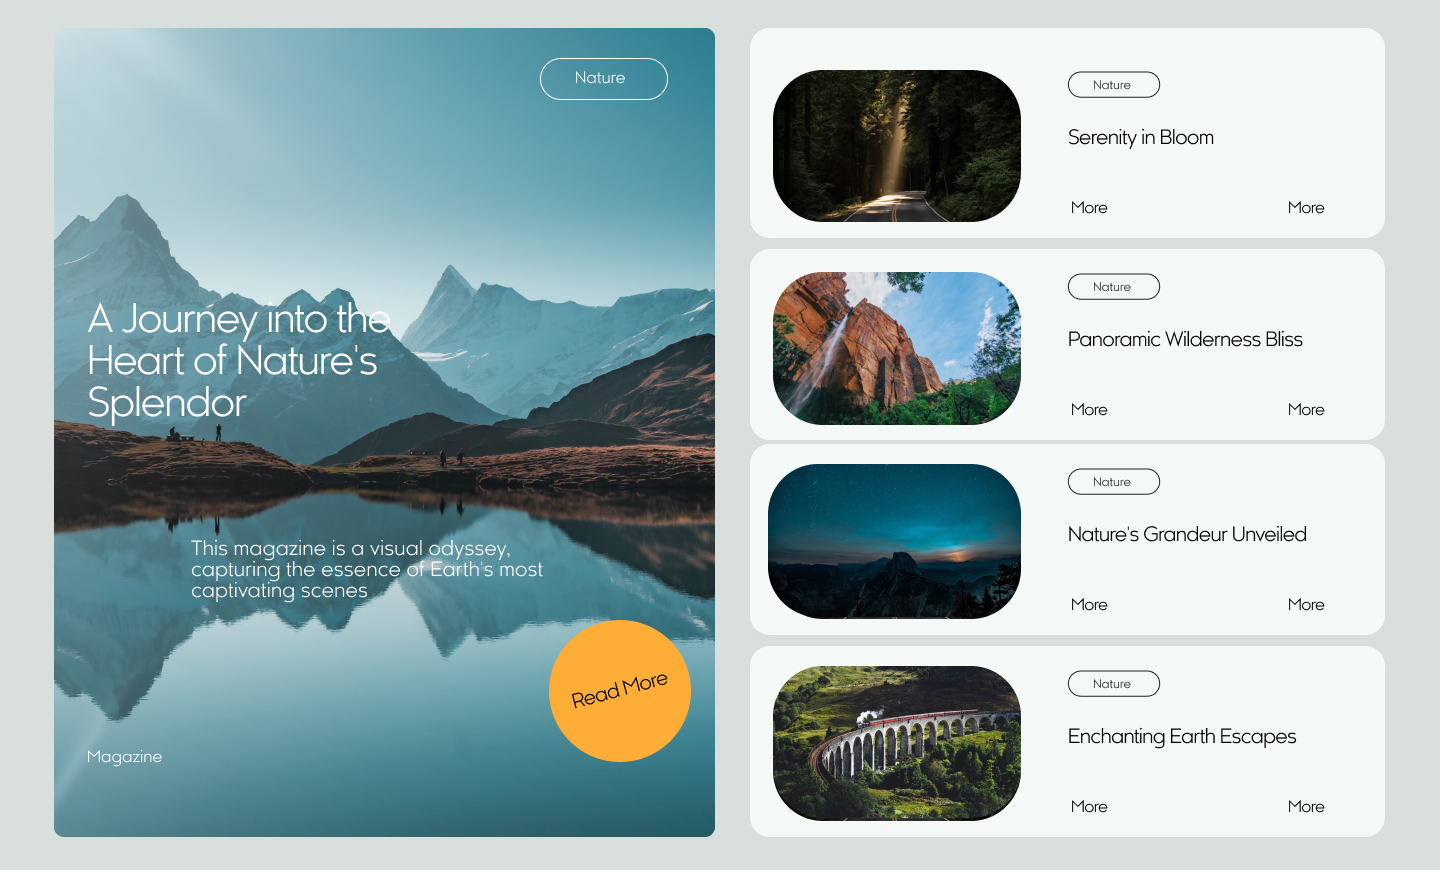 Nature
A Journey into the
Heart of Nature's
Splendor
This magazine is a visual odyssey,
capturing the essence of Earth's most
captivating scenes
Read More
Magazine
Nature
Serenity in Bloom
More More
Nature
Panoramic Wilderness Bliss
More More
Nature
Nature's Grandeur Unveiled
More More
Nature
Enchanting Earth Escapes
More More